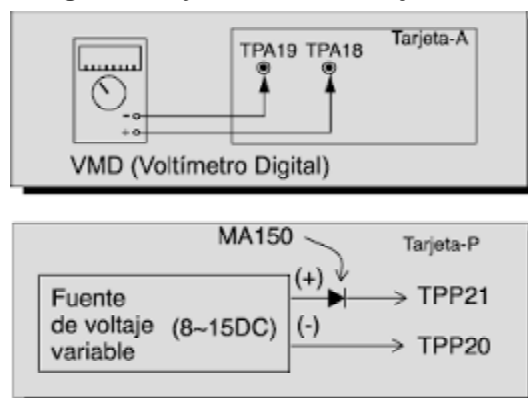 TPA19 TPA18
Tarjeta-A
-
+
VMD (Voltímetro Digital)
MA150
Tarjeta-P
Fuente
de voltaje
variable
(8~15DC)
(+)
(-)
TPP21
TPP20